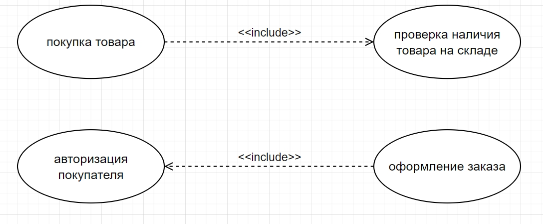 покупка товара
<<include>>
проверка наличия
товара на складе
авторизация
покупателя
<<include>>
оформление заказа